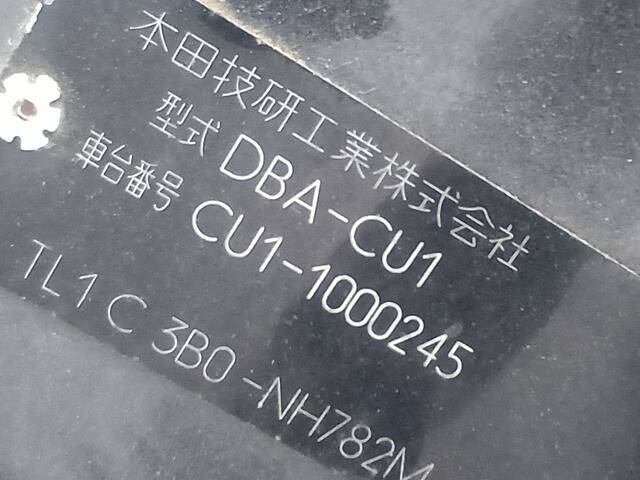 本田技研工業株式会社
型式 DBA-CU1
車台番号 CU1-1000245
TL1 C 3B0-NH782M